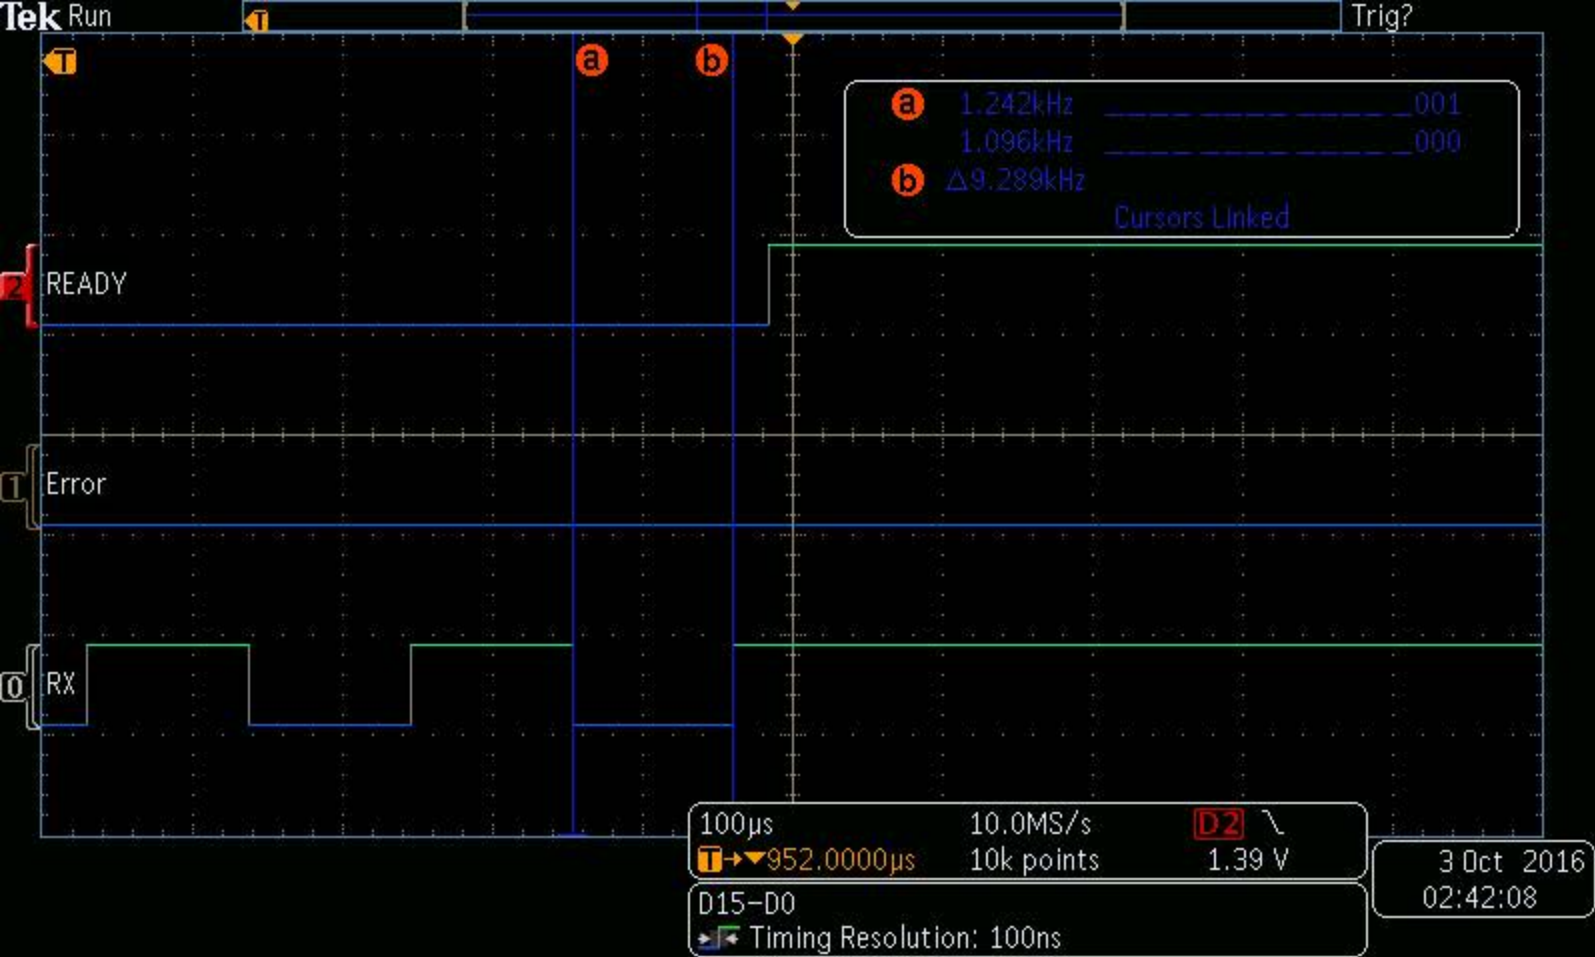 Tek Run Trig?
T
T a b
a 1.242kHz _____________001
1.096kHz _____________000
b Δ9.289kHz
Cursors Linked
2 READY
1 Error
0 RX
100µs 10.0MS/s D2
T→▼952.0000µs 10k points 1.39 V
3 Oct 2016
02:42:08
D15-D0
Timing Resolution: 100ns